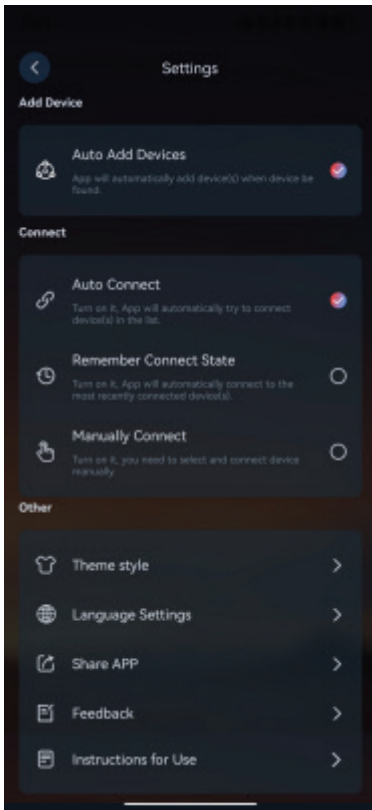 Settings
Add Device
Auto Add Devices
App will automatically add device(s) when device be
found.
Connect
Auto Connect
Turn on it, App will automatically try to connect
device(s) in the list.
Remember Connect State
Turn on it, App will automatically connect to the
most recently connected device(s).
Manually Connect
Turn on it, you need to select and connect device
manually
Other
Theme style
Language Settings
Share APP
Feedback
Instructions for Use